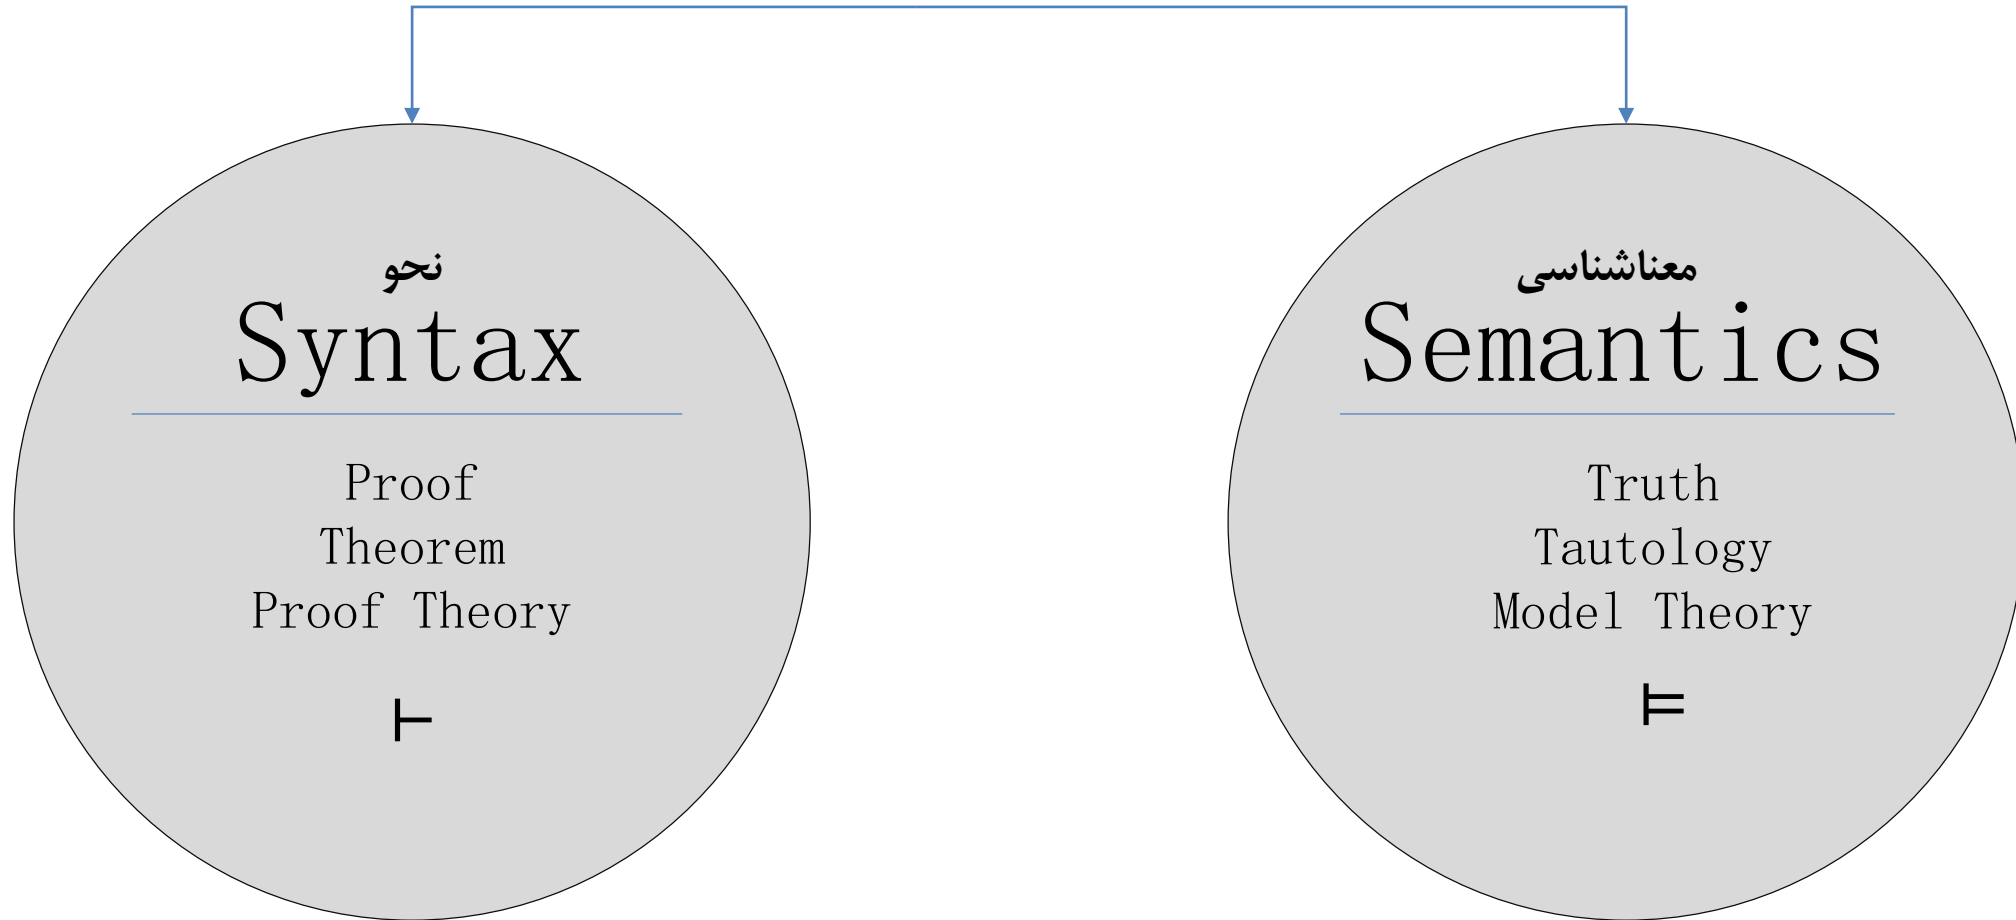 نحو
Syntax
Proof
Theorem
Proof Theory
⊢
معناشناسی
Semantics
Truth
Tautology
Model Theory
⊨